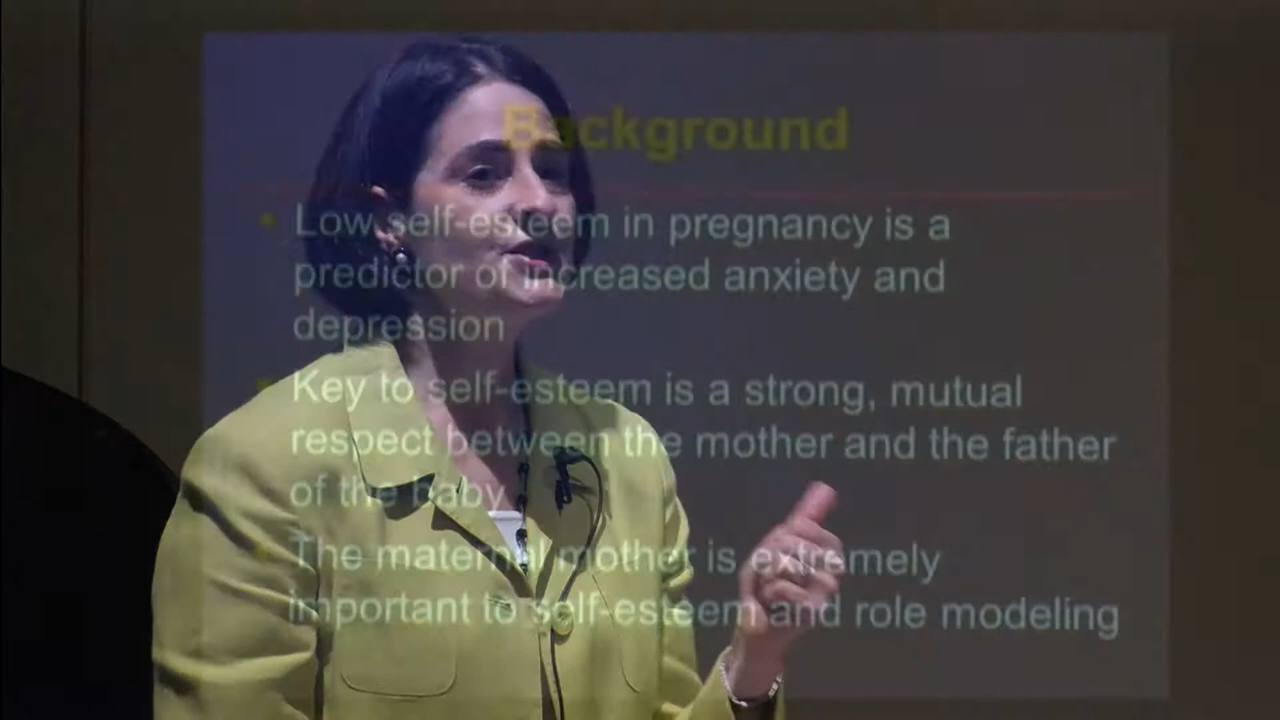 Background
Low self-esteem in pregnancy is a
predictor of increased anxiety and
depression
Key to self-esteem is a strong, mutual
respect between the mother and the father
of the baby
The maternal mother is extremely
important to self-esteem and role modeling